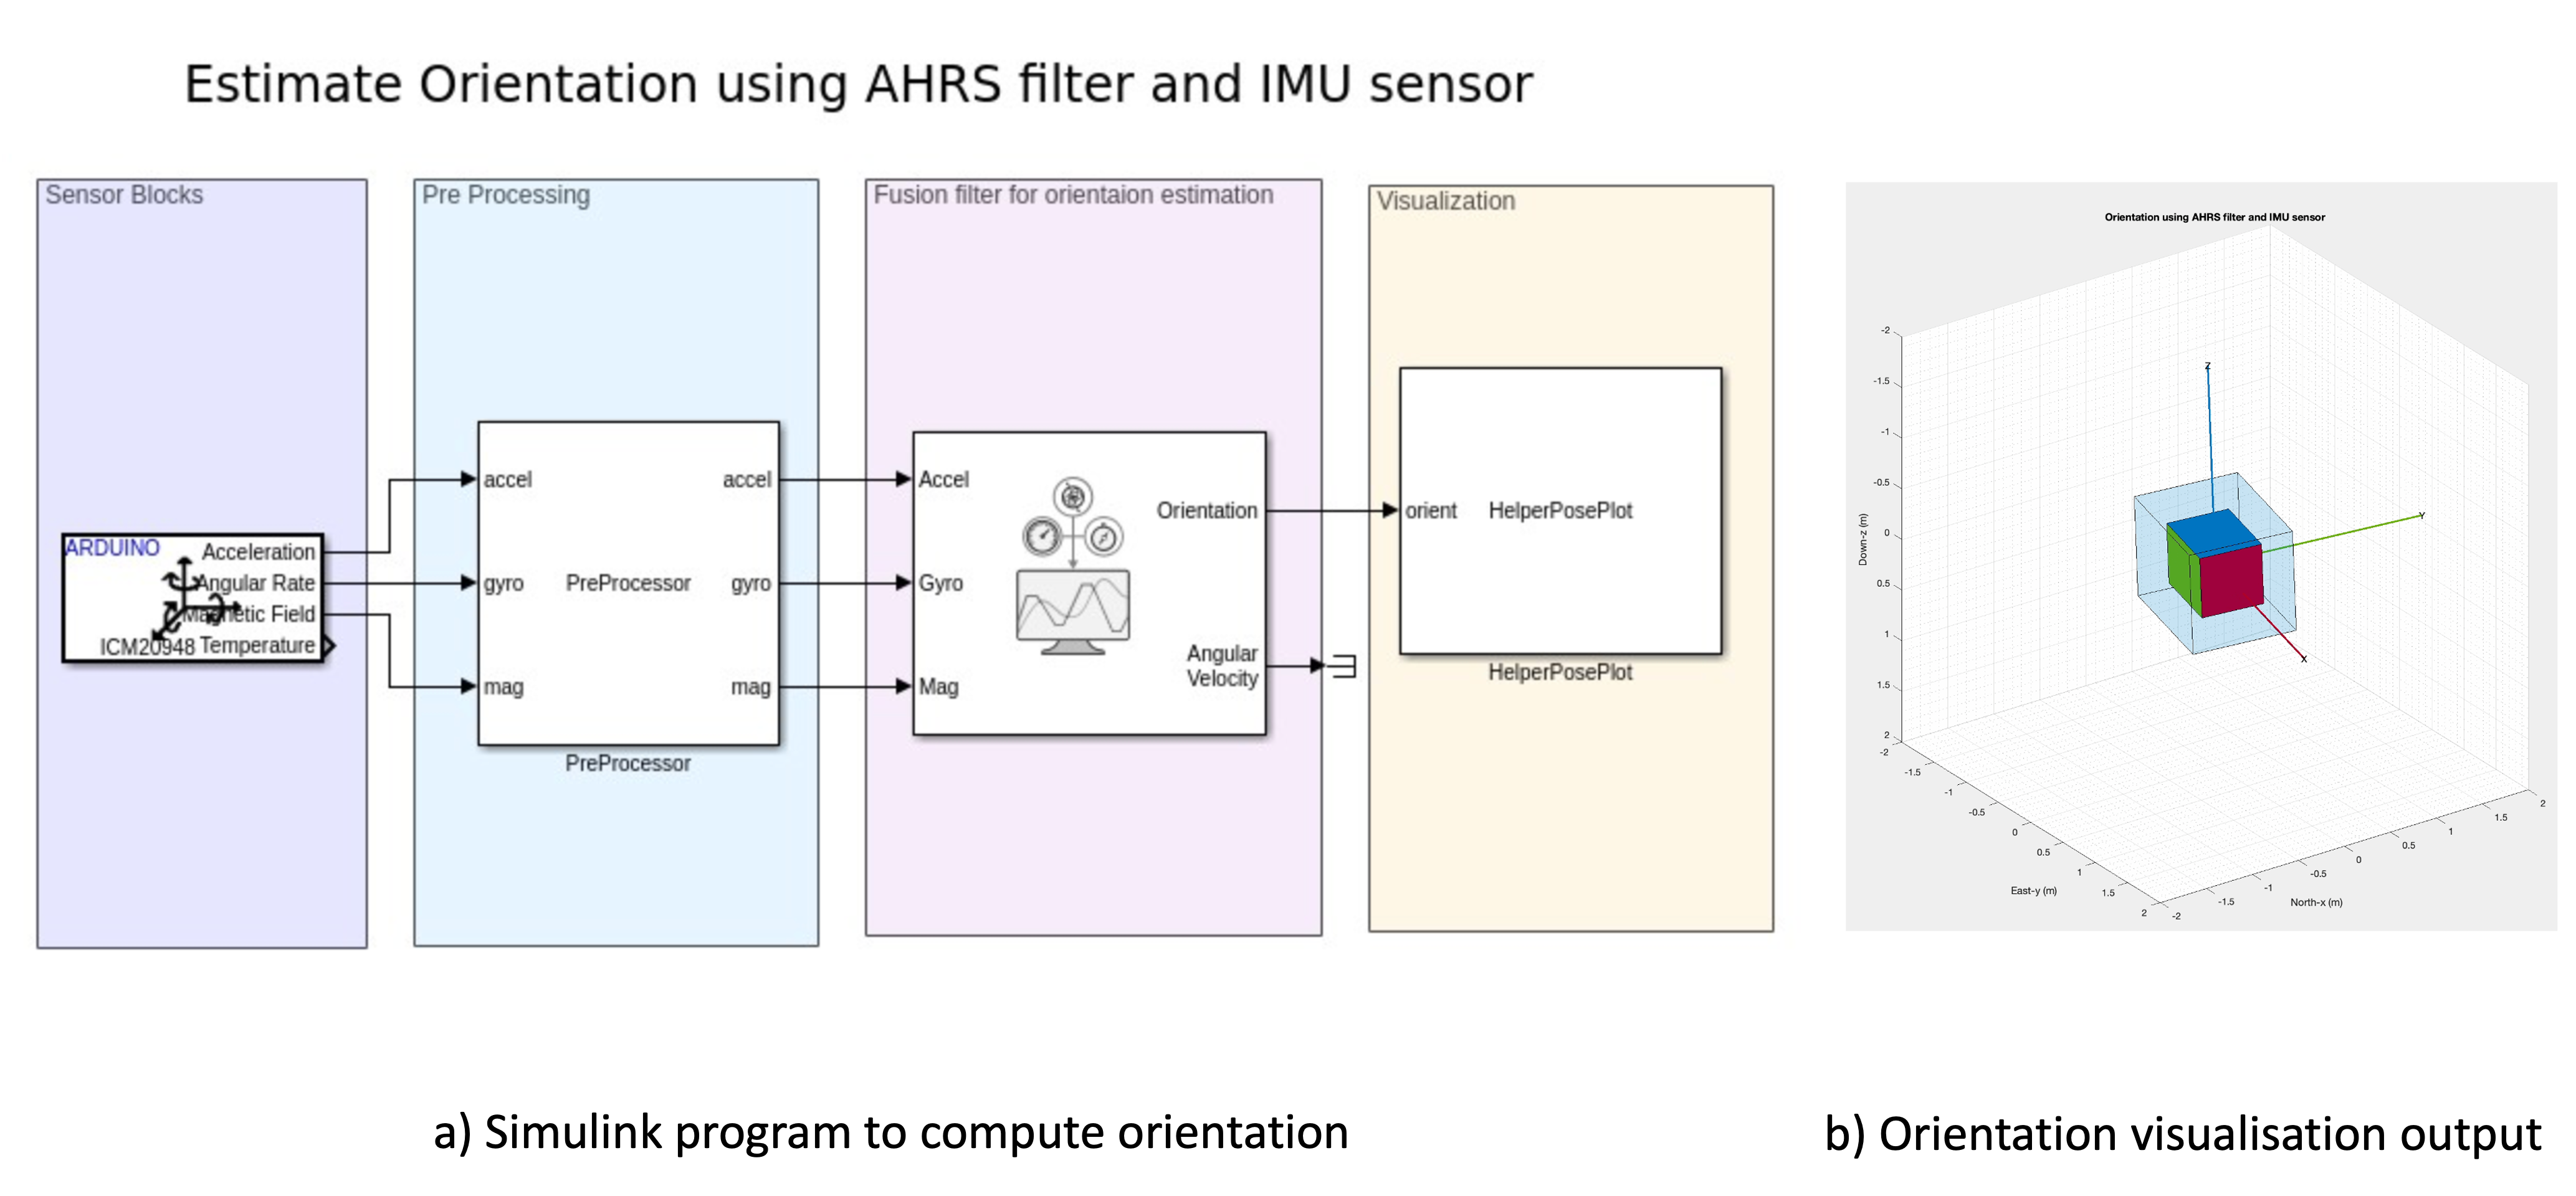 Estimate Orientation using AHRS filter and IMU sensor
Sensor Blocks
ARDUINO
Acceleration
Angular Rate
Magnetic Field
ICM20948 Temperature
Pre Processing
accel
gyro
mag
PreProcessor
accel
gyro
mag
PreProcessor
Fusion filter for orientaion estimation
Accel
Gyro
Mag
Orientation
Angular
Velocity
Visualization
orient
HelperPosePlot
HelperPosePlot
Orientation using AHRS filter and IMU sensor
-2
-1.5
-1
-0.5
0
0.5
1
1.5
2
Down-z (m)
Z
Y
X
-2
-1.5
-1
-0.5
0
0.5
1
1.5
2
East-y (m)
-2
-1.5
-1
-0.5
0
0.5
1
1.5
2
North-x (m)
a) Simulink program to compute orientation
b) Orientation visualisation output